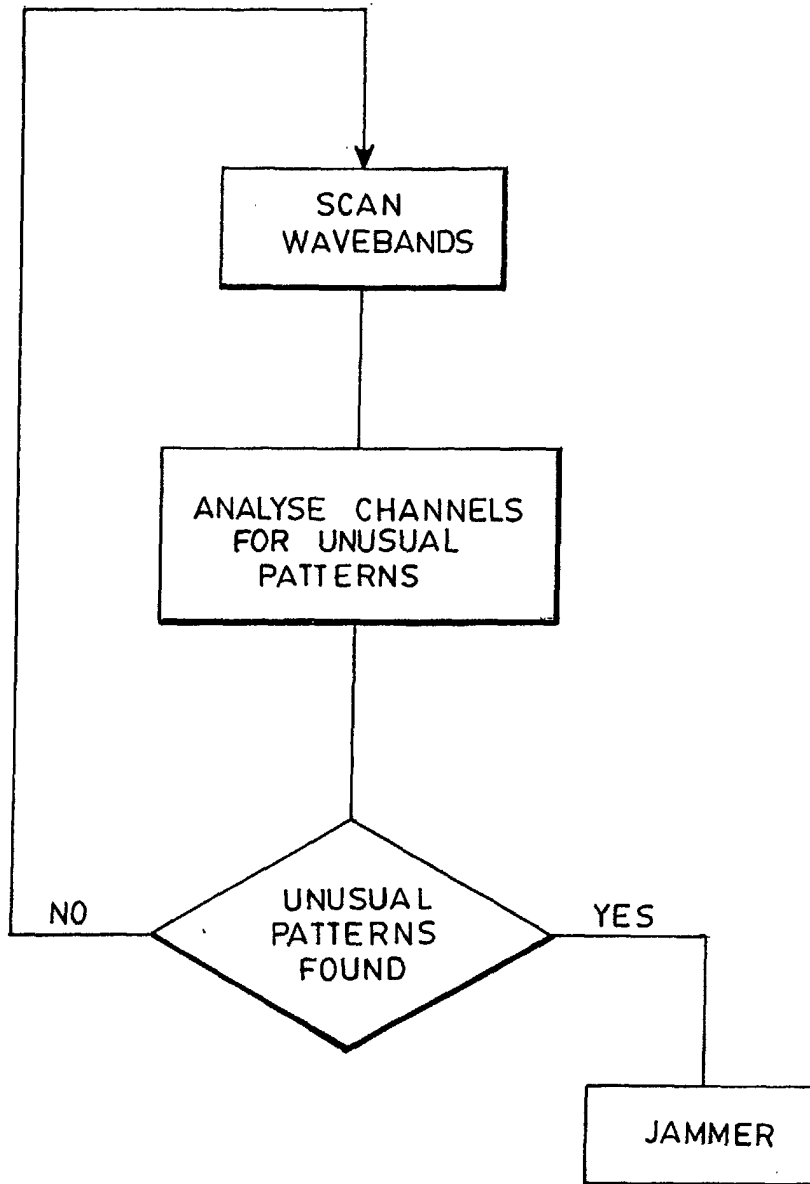 SCAN
WAVEBANDS
ANALYSE CHANNELS
FOR UNUSUAL
PATTERNS
NO
UNUSUAL
PATTERNS
FOUND
YES
JAMMER